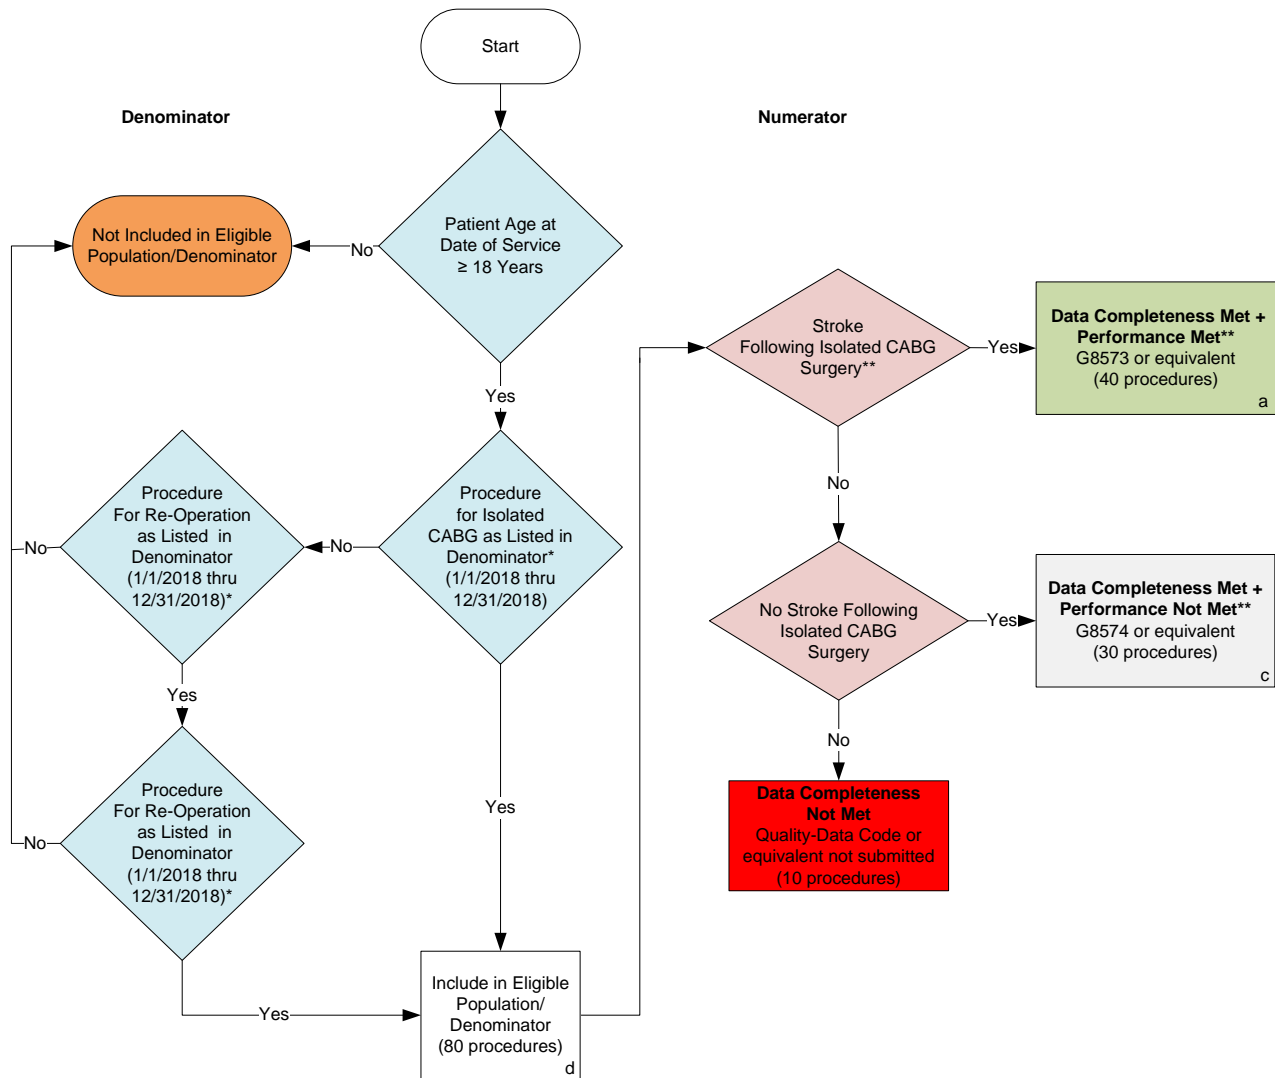 Start
Denominator
Numerator
Patient Age at
Date of Service
≥ 18 Years
No
Not Included in Eligible
Population/Denominator
Yes
Procedure
for Isolated
CABG as Listed in
Denominator*
(1/1/2018 thru
12/31/2018)
No
Procedure
For Re-Operation
as Listed in
Denominator
(1/1/2018 thru
12/31/2018)*
No
Yes
Procedure
For Re-Operation
as Listed in
Denominator
(1/1/2018 thru
12/31/2018)*
No
Yes
Yes
Include in Eligible
Population/
Denominator
(80 procedures)
d
Stroke
Following Isolated CABG
Surgery**
Yes
Data Completeness Met +
Performance Met**
G8573 or equivalent
(40 procedures)
a
No
No Stroke Following
Isolated CABG
Surgery
Yes
Data Completeness Met +
Performance Not Met**
G8574 or equivalent
(30 procedures)
c
No
Data Completeness
Not Met
Quality-Data Code or
equivalent not submitted
(10 procedures)